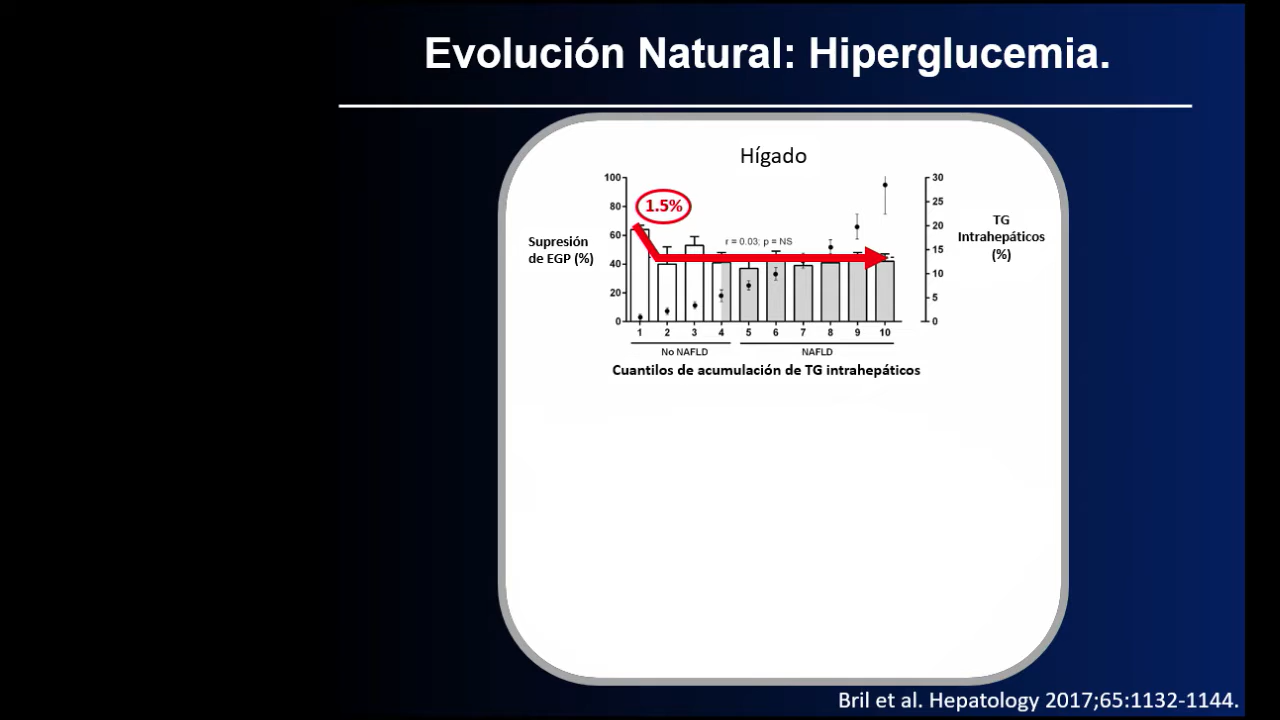 Evolución Natural: Hiperglucemia.
Hígado
100
80
60
40
20
0
Supresión
de EGP (%)
1.5%
r = 0.03; p = NS
30
25
20
15
10
5
0
TG
Intrahepáticos
(%)
1 2 3 4 5 6 7 8 9 10
No NAFLD NAFLD
Cuantilos de acumulación de TG intrahepáticos
Bril et al. Hepatology 2017;65:1132-1144.